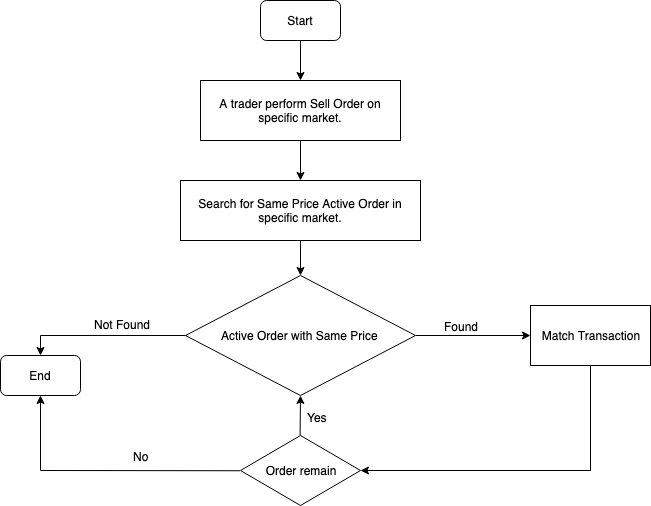 Start
A trader perform Sell Order on
specific market.
Search for Same Price Active Order in
specific market.
Not Found
Active Order with Same Price
Found
Match Transaction
End
Yes
No
Order remain